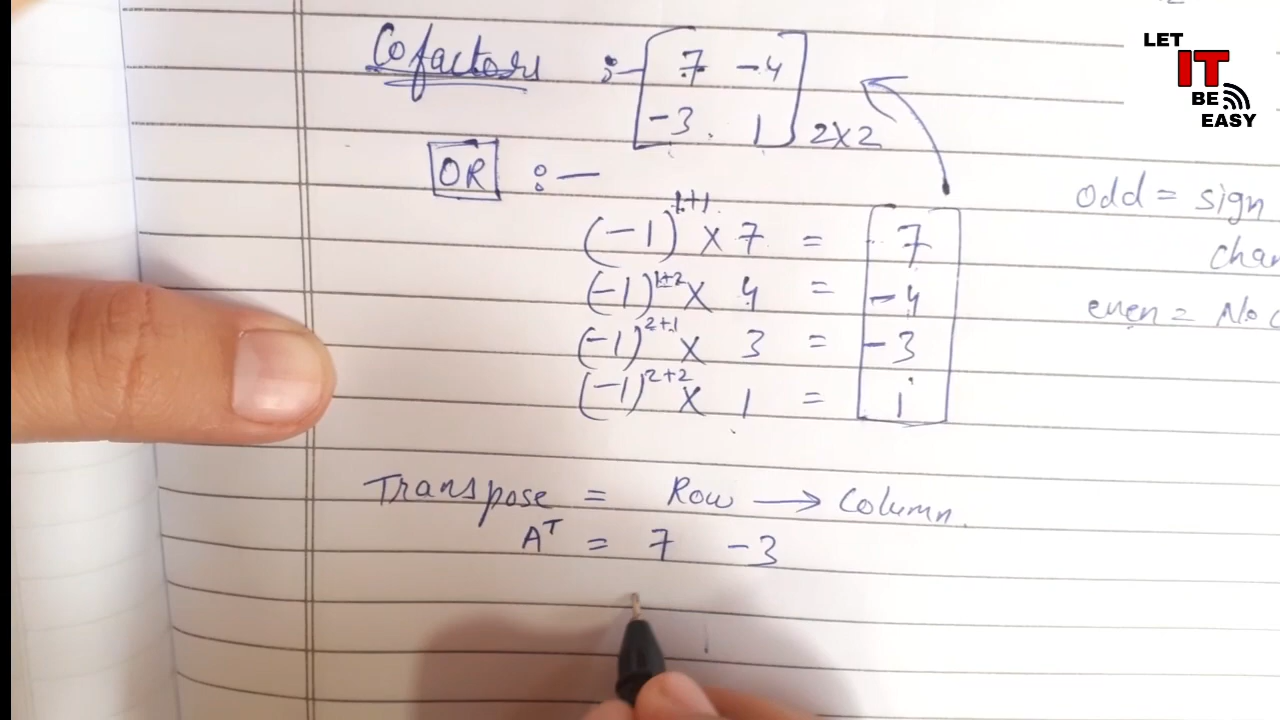 LET
IT
BE
EASY
Cofactors :- 7 -4
-3 1 2x2
OR :-
(-1)^1+1 x 7 = 7
(-1)^1+2 x 4 = -4
(-1)^2+1 x 3 = -3
(-1)^2+2 x 1 = 1
odd = sign
even = No
Transpose = Row → Column.
A^T = 7 -3